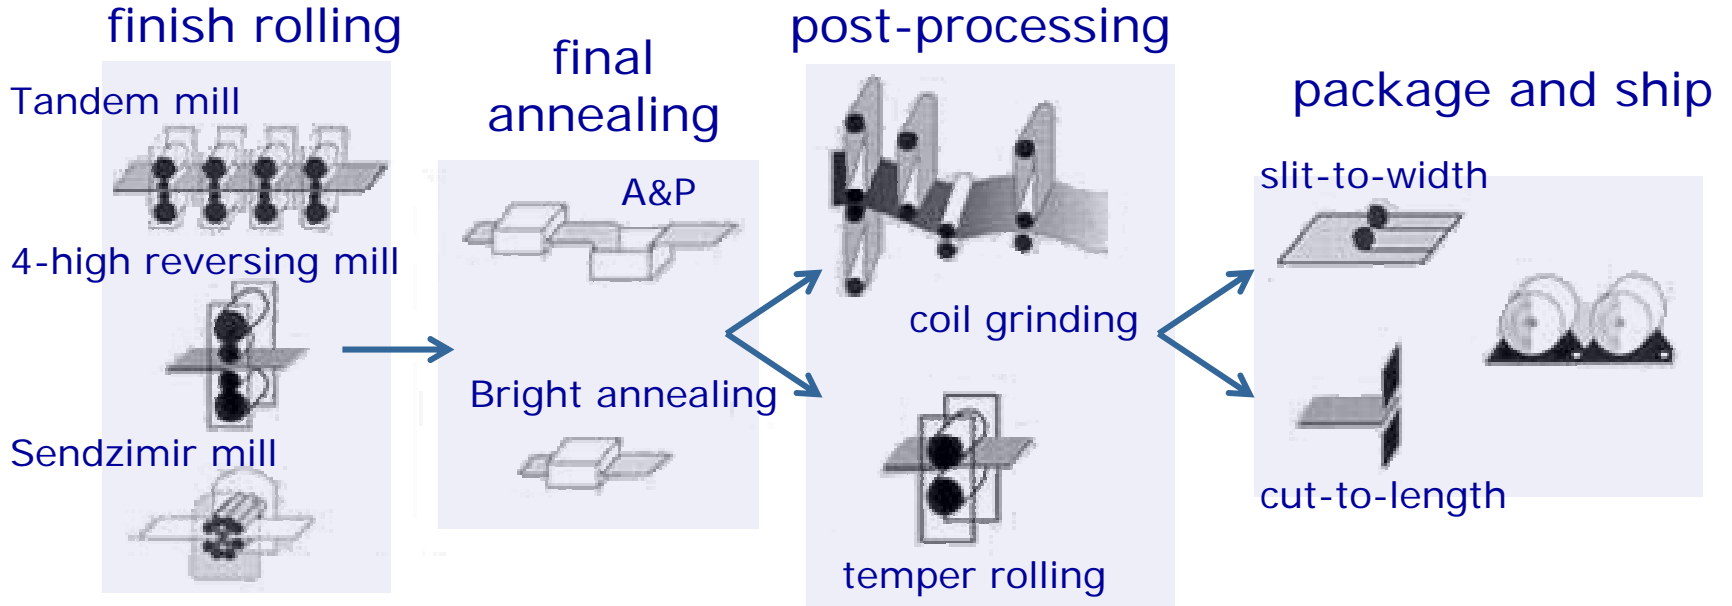 finish rolling
Tandem mill
4-high reversing mill
Sendzimir mill
final
annealing
A&P
Bright annealing
post-processing
coil grinding
temper rolling
package and ship
slit-to-width
cut-to-length